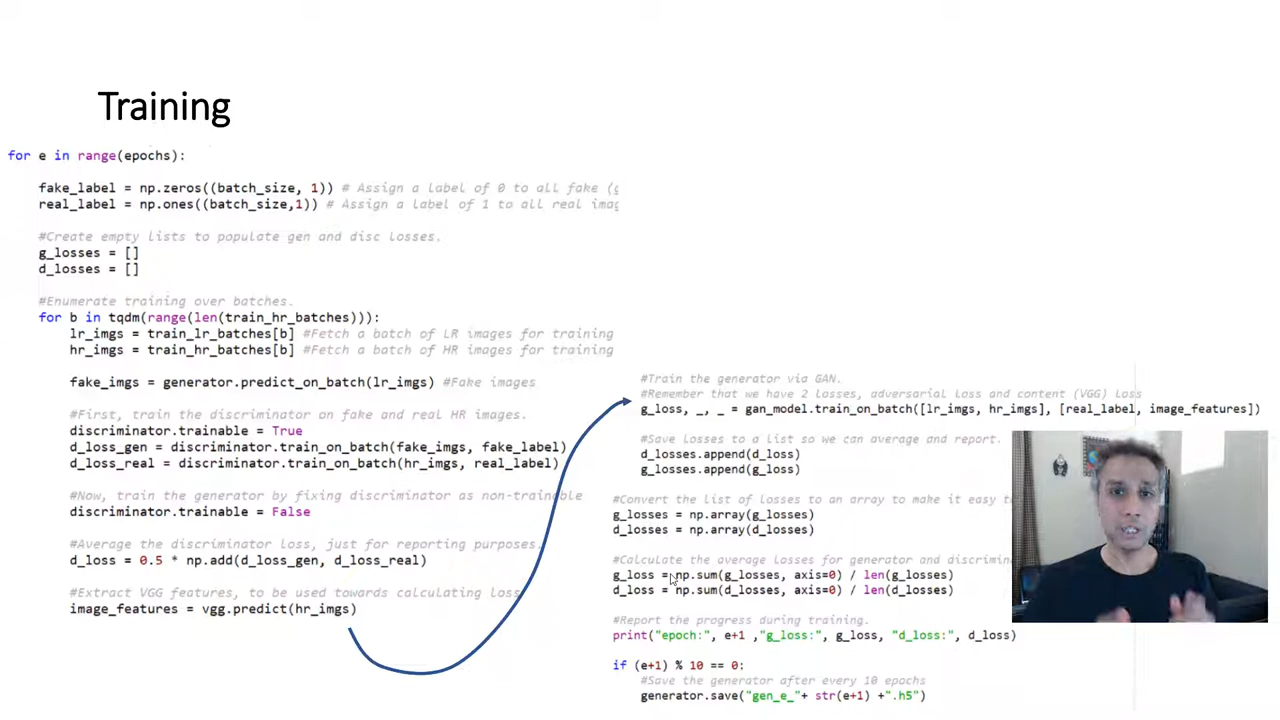 Training
for e in range(epochs):
fake_label = np.zeros((batch_size, 1)) # Assign a label of 0 to all fake (g
real_label = np.ones((batch_size,1)) # Assign a label of 1 to all real imag
#Create empty lists to populate gen and disc losses.
g_losses = []
d_losses = []
#Enumerate training over batches.
for b in tqdm(range(len(train_hr_batches))):
lr_imgs = train_lr_batches[b] #Fetch a batch of LR images for training
hr_imgs = train_hr_batches[b] #Fetch a batch of HR images for training
fake_imgs = generator.predict_on_batch(lr_imgs) #Fake images
#First, train the discriminator on fake and real HR images.
discriminator.trainable = True
d_loss_gen = discriminator.train_on_batch(fake_imgs, fake_label)
d_loss_real = discriminator.train_on_batch(hr_imgs, real_label)
#Now, train the generator by fixing discriminator as non-trainable
discriminator.trainable = False
#Average the discriminator loss, just for reporting purposes.
d_loss = 0.5 * np.add(d_loss_gen, d_loss_real)
#Extract VGG features, to be used towards calculating loss
image_features = vgg.predict(hr_imgs)
#Train the generator via GAN.
#Remember that we have 2 losses, adversarial loss and content (VGG) loss
g_loss, _, _ = gan_model.train_on_batch([lr_imgs, hr_imgs], [real_label, image_features])
#Save losses to a list so we can average and report.
d_losses.append(d_loss)
g_losses.append(g_loss)
#Convert the list of losses to an array to make it easy t
g_losses = np.array(g_losses)
d_losses = np.array(d_losses)
#Calculate the average losses for generator and discrimin
g_loss = np.sum(g_losses, axis=0) / len(g_losses)
d_loss = np.sum(d_losses, axis=0) / len(d_losses)
#Report the progress during training.
print("epoch:", e+1 ,"g_loss:", g_loss, "d_loss:", d_loss)
if (e+1) % 10 == 0:
#Save the generator after every 10 epochs
generator.save("gen_e_"+ str(e+1) +".h5")